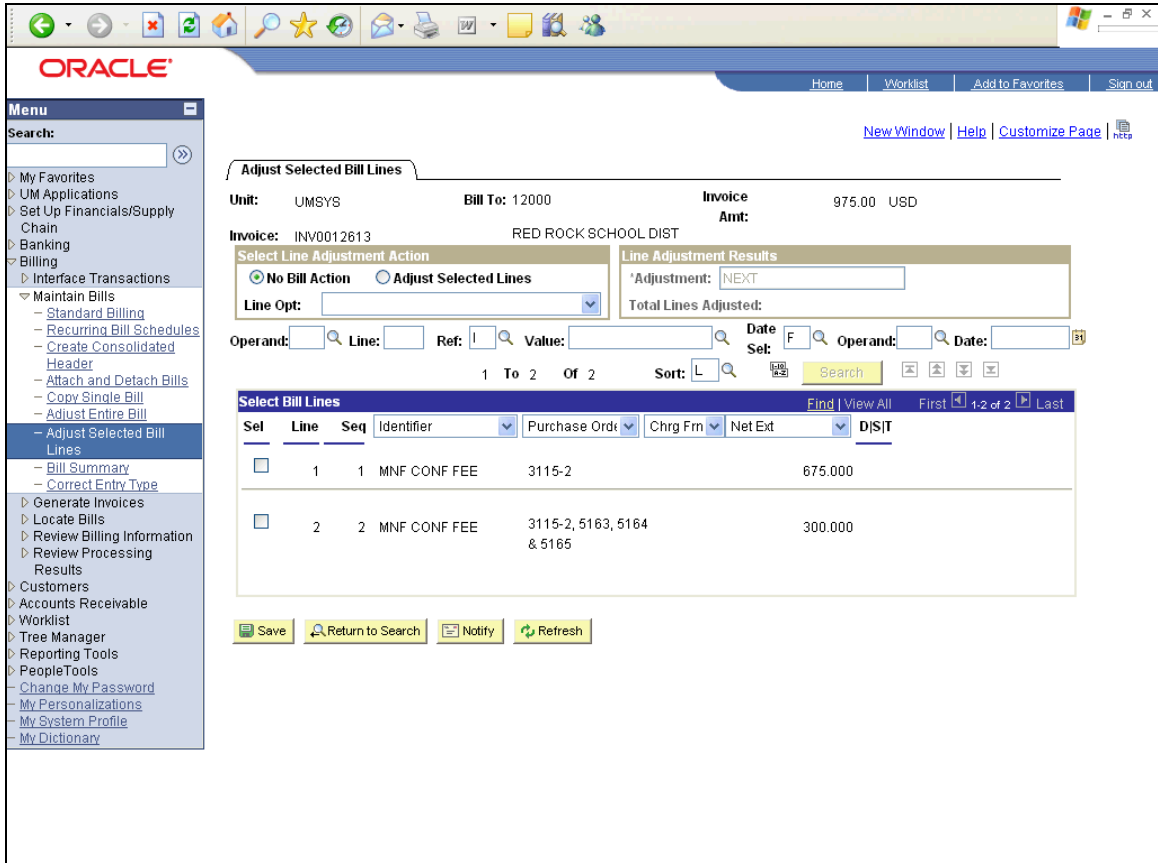 ORACLE®
Home | Worklist | Add to Favorites | Sign out
Menu
Search:
My Favorites
UM Applications
Set Up Financials/Supply
Chain
Banking
Billing
Interface Transactions
Maintain Bills
Standard Billing
Recurring Bill Schedules
Create Consolidated
Header
Attach and Detach Bills
Copy Single Bill
Adjust Entire Bill
Adjust Selected Bill
Lines
Bill Summary
Correct Entry Type
Generate Invoices
Locate Bills
Review Billing Information
Review Processing
Results
Customers
Accounts Receivable
Worklist
Tree Manager
Reporting Tools
PeopleTools
Change My Password
My Personalizations
My System Profile
My Dictionary
New Window | Help | Customize Page | http
Adjust Selected Bill Lines
Unit: UMSYS Bill To: 12000 Invoice Amt: 975.00 USD
Invoice: INV0012613 RED ROCK SCHOOL DIST
Select Line Adjustment Action
No Bill Action Adjust Selected Lines
Line Opt:
Line Adjustment Results
*Adjustment: NEXT
Total Lines Adjusted:
Operand: Line: Ref: I Value: Date Sel: F Operand: Date: 31
1 To 2 Of 2 Sort: L Search
Select Bill Lines Find | View All First 1-2 of 2 Last
Sel Line Seq Identifier Purchase Orde Chrg Frn Net Ext D|S|T
1 1 MNF CONF FEE 3115-2 675.000
2 2 MNF CONF FEE 3115-2, 5163, 5164 300.000
& 5165
Save Return to Search Notify Refresh